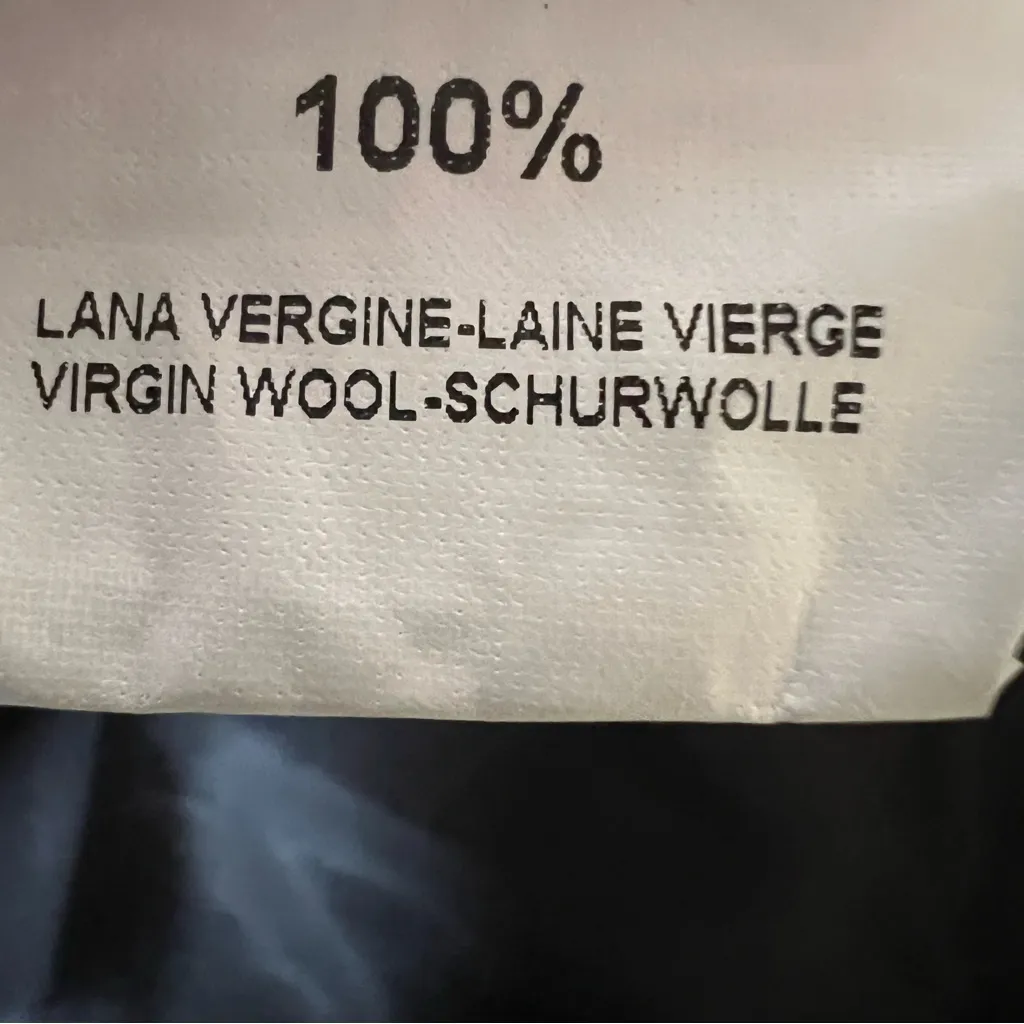 100%
LANA VERGINE-LAINE VIERGE
VIRGIN WOOL-SCHURWOLLE